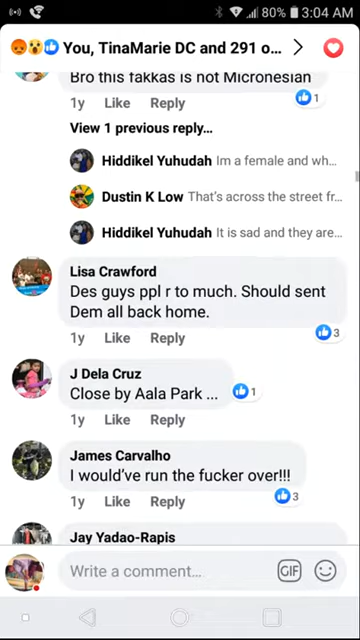 80% 3:04 AM
You, TinaMarie DC and 291 o...
Bro this fakkas is not Micronesian
1y Like Reply 1
View 1 previous reply...
Hiddikel Yuhudah Im a female and wh...
Dustin K Low That's across the street fr...
Hiddikel Yuhudah It is sad and they are...
Lisa Crawford
Des guys ppl r to much. Should sent
Dem all back home.
1y Like Reply 3
J Dela Cruz
Close by Aala Park ... 1
1y Like Reply
James Carvalho
I would've run the fucker over!!!
1y Like Reply 3
Jay Yadao-Rapis
Write a comment... GIF